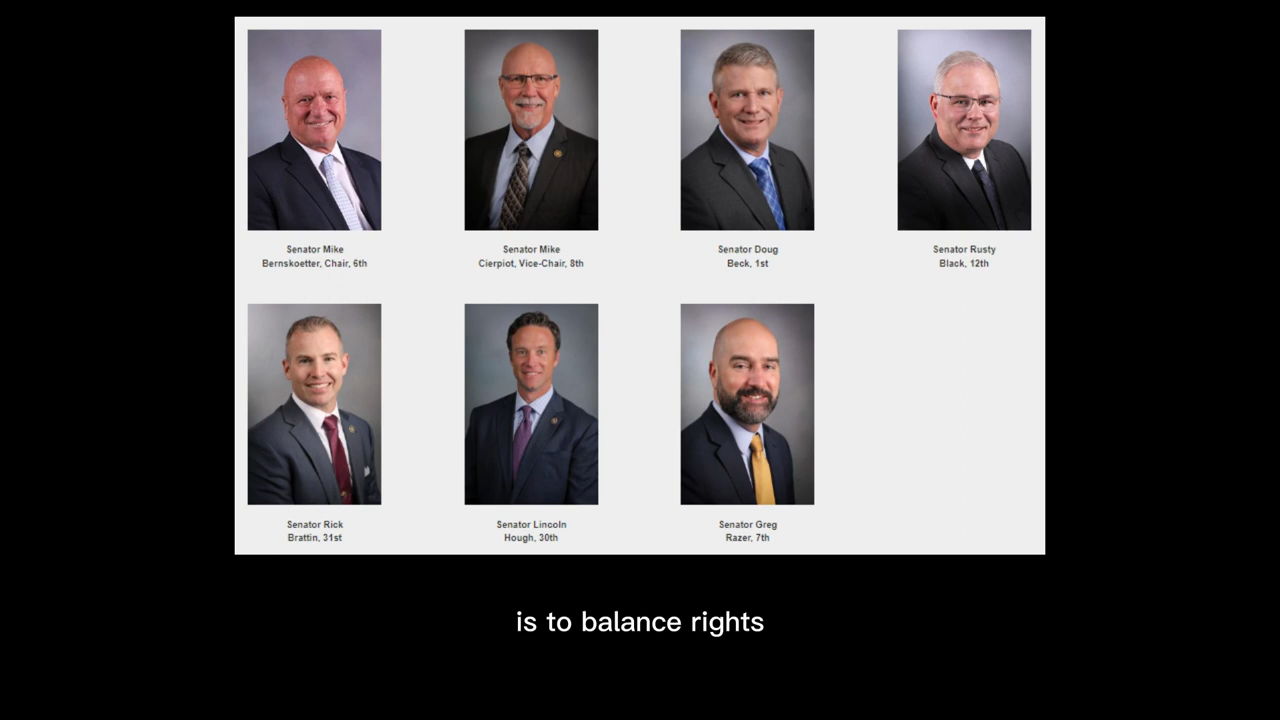 Senator Mike
Bernskoetter, Chair, 6th
Senator Mike
Cierpiot, Vice-Chair, 8th
Senator Doug
Beck, 1st
Senator Rusty
Black, 12th
Senator Rick
Brattin, 31st
Senator Lincoln
Hough, 30th
Senator Greg
Razer, 7th
is to balance rights